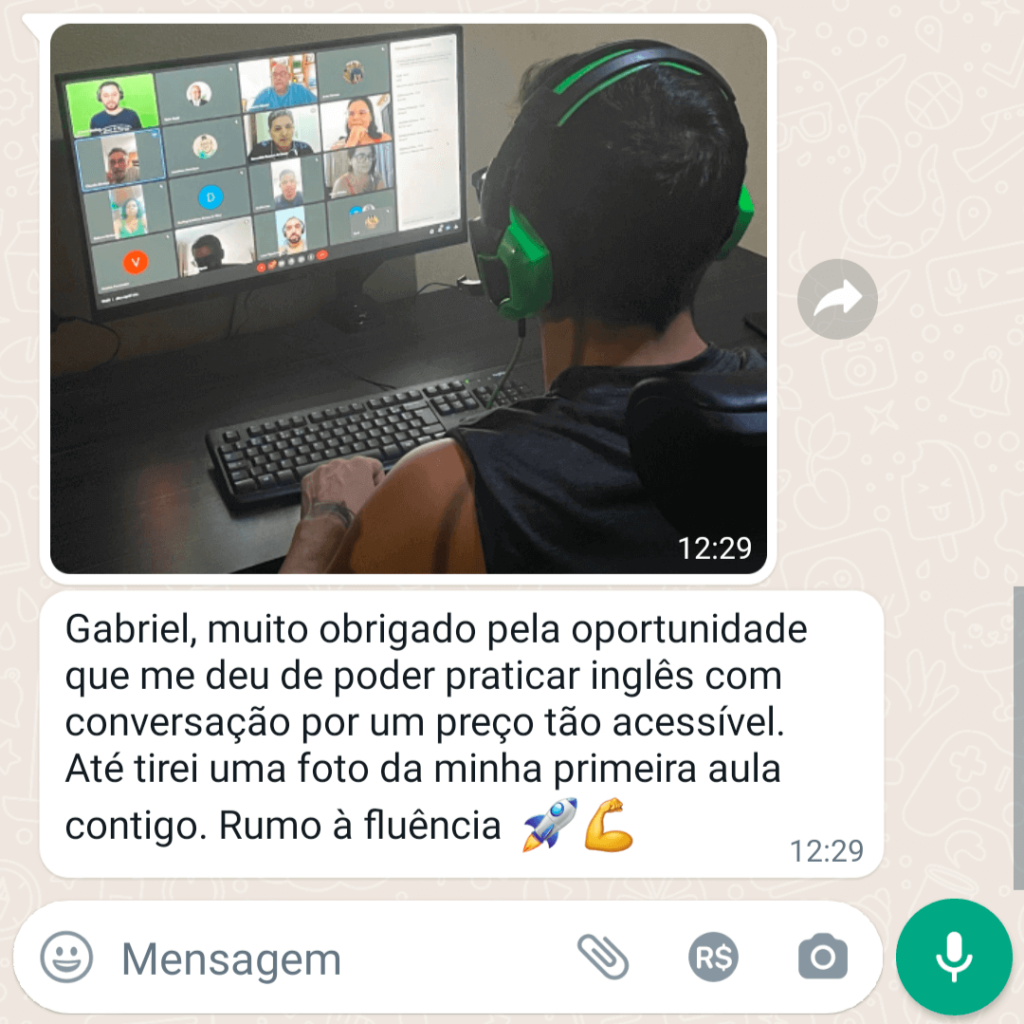 D
V
12:29
Gabriel, muito obrigado pela oportunidade
que me deu de poder praticar inglês com
conversação por um preço tão acessível.
Até tirei uma foto da minha primeira aula
contigo. Rumo à fluência 🚀💪
12:29
Mensagem
R$